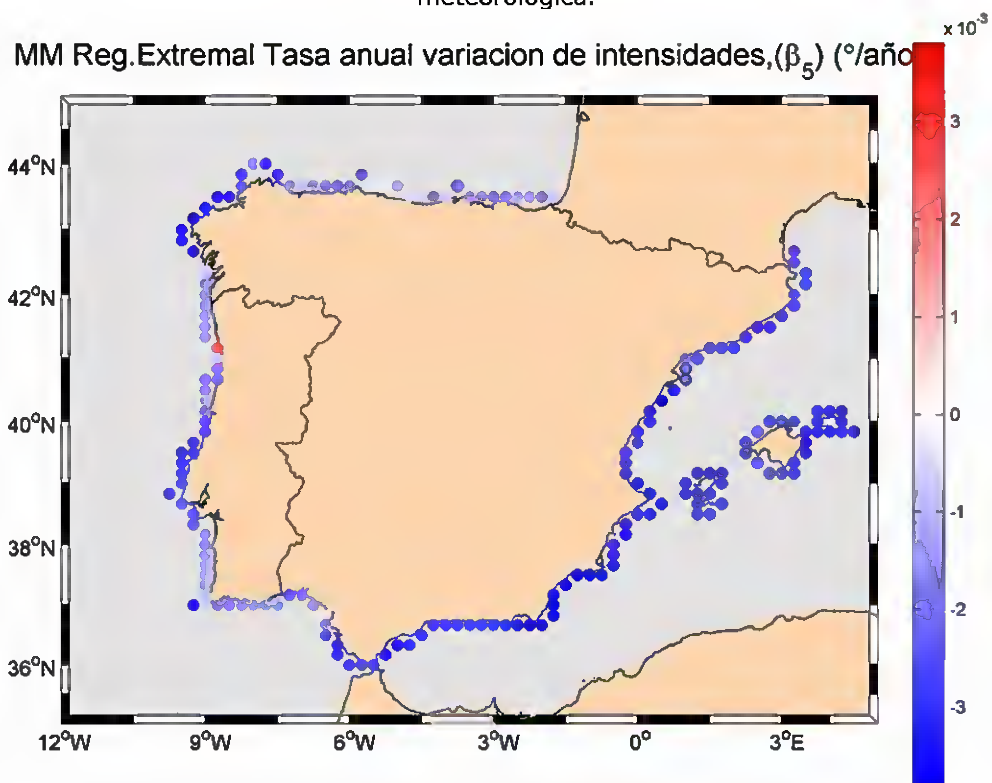 meteorológica.
x10⁻³
MM Reg.Extremal Tasa anual variacion de intensidades,(β₅) (°/año
3
2
1
0
-1
-2
-3
44°N
42°N
40°N
38°N
36°N
12°W 9°W 6°W 3°W 0° 3°E